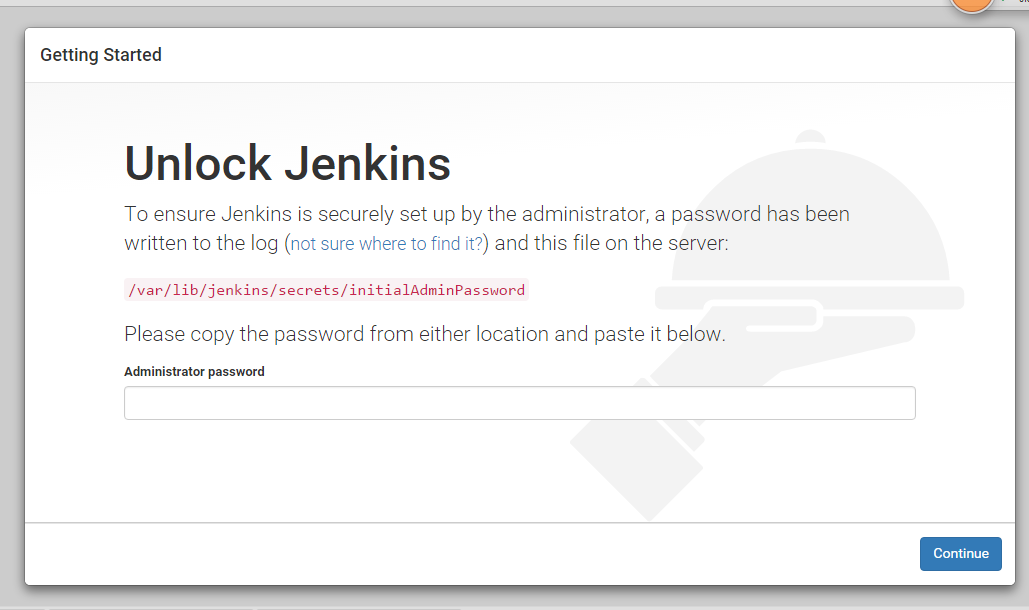 Getting Started
Unlock Jenkins
To ensure Jenkins is securely set up by the administrator, a password has been
written to the log (not sure where to find it?) and this file on the server:
/var/lib/jenkins/secrets/initialAdminPassword
Please copy the password from either location and paste it below.
Administrator password
Continue